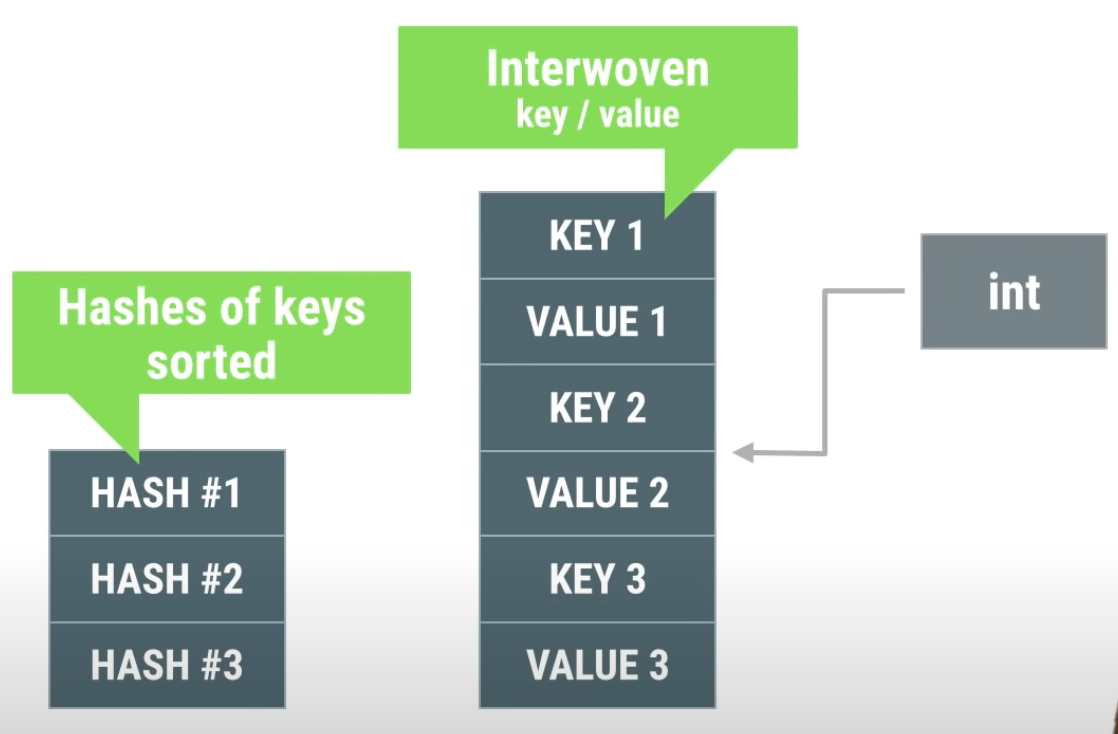 Interwoven
key / value
Hashes of keys
sorted
KEY 1
VALUE 1
KEY 2
VALUE 2
KEY 3
VALUE 3
int
HASH #1
HASH #2
HASH #3